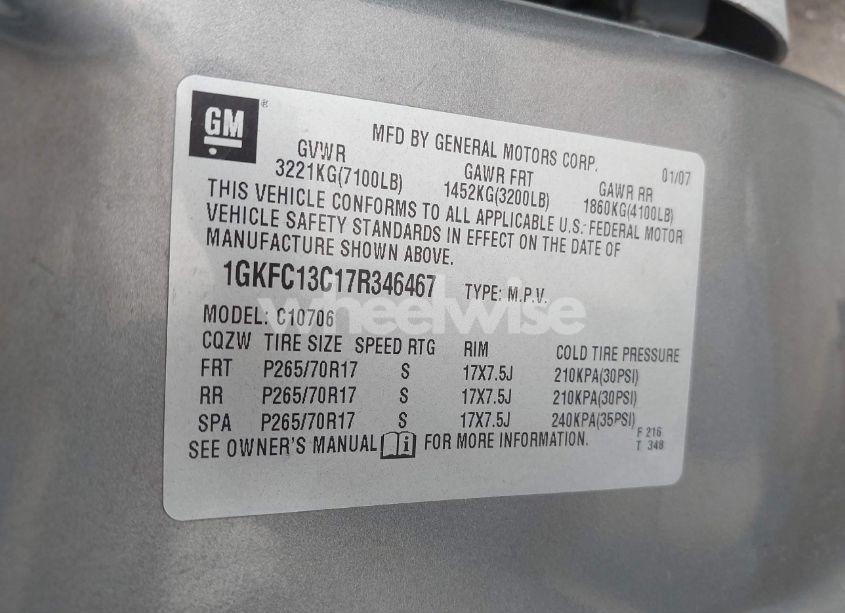 GM®
MFD BY GENERAL MOTORS CORP. 01/07
GVWR GAWR FRT GAWR RR
3221KG(7100LB) 1452KG(3200LB) 1860KG(4100LB)
THIS VEHICLE CONFORMS TO ALL APPLICABLE U.S. FEDERAL MOTOR
VEHICLE SAFETY STANDARDS IN EFFECT ON THE DATE OF
MANUFACTURE SHOWN ABOVE.
1GKFC13C17R346467 TYPE: M.P.V.
wheelwise
MODEL: C10706
CQZW TIRE SIZE SPEED RTG RIM COLD TIRE PRESSURE
FRT P265/70R17 S 17X7.5J 210KPA(30PSI)
RR P265/70R17 S 17X7.5J 210KPA(30PSI)
SPA P265/70R17 S 17X7.5J 240KPA(35PSI)
SEE OWNER'S MANUAL i FOR MORE INFORMATION.
F 216
T 348